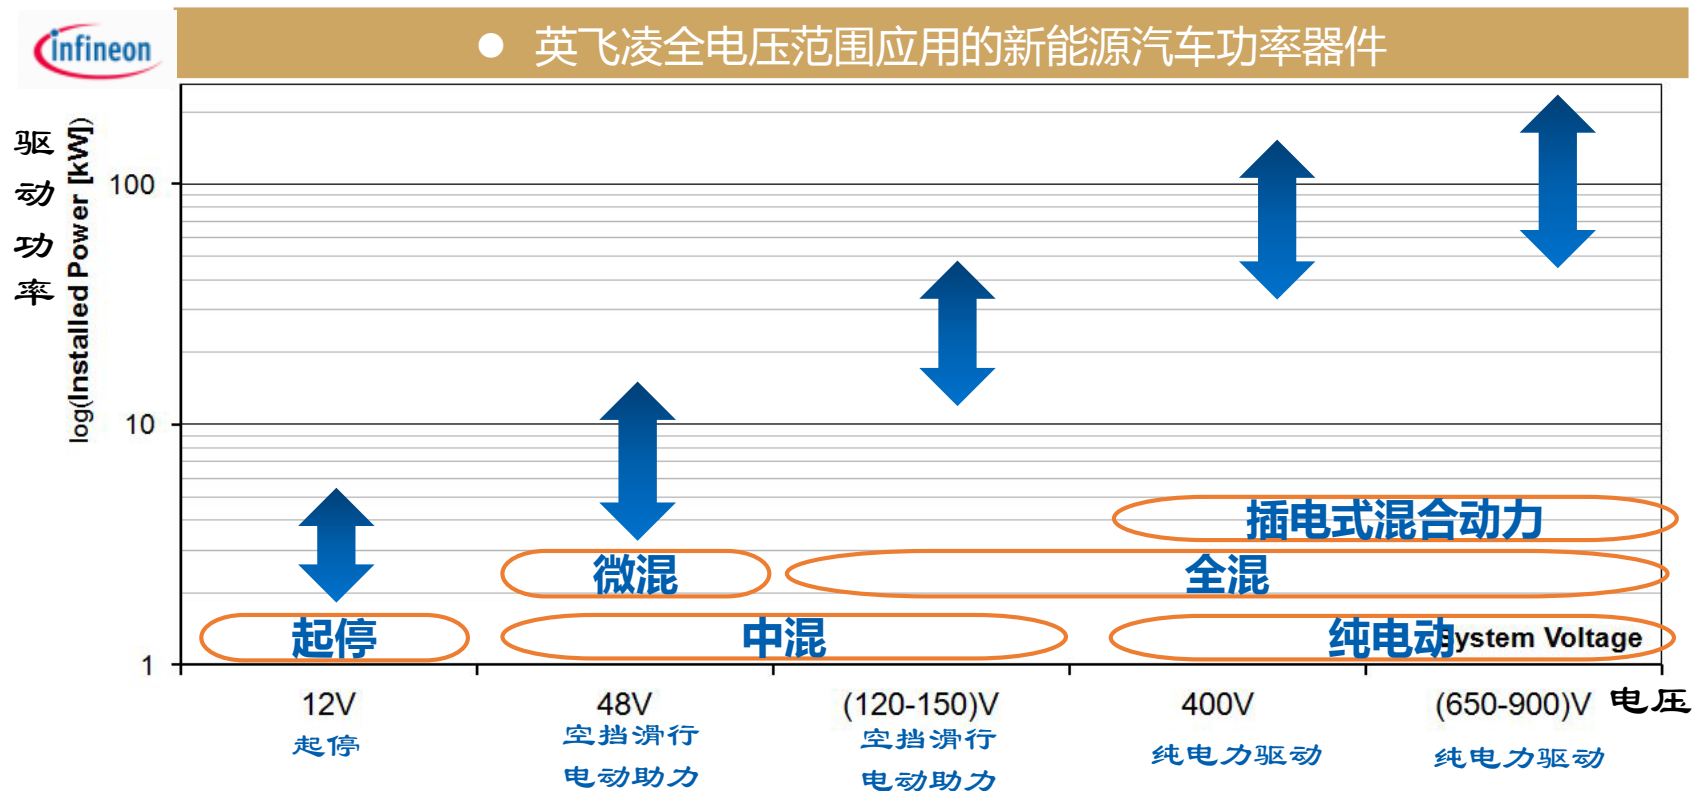 infineon
● 英飞凌全电压范围应用的新能源汽车功率器件
驱动功率
log(Installed Power [kW])
100
10
1
插电式混合动力
微混
全混
起停
中混
纯电动
System Voltage
12V
48V
(120-150)V
400V
(650-900)V
电压
起停
空挡滑行
电动助力
空挡滑行
电动助力
纯电力驱动
纯电力驱动